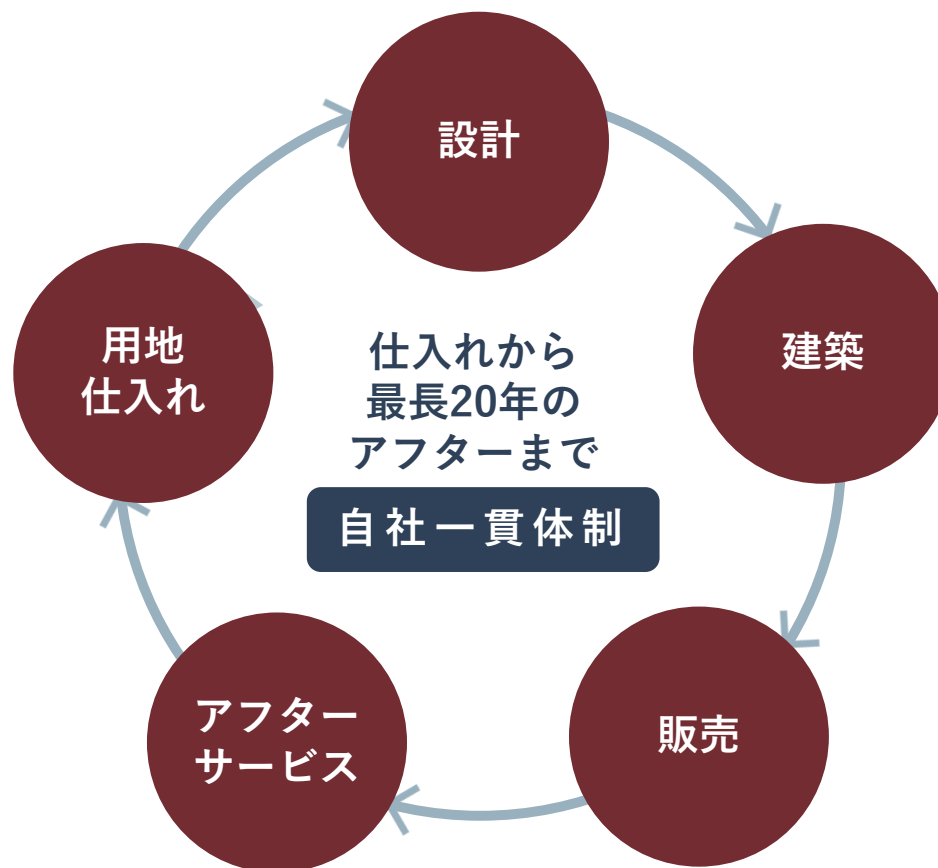 設計
建築
販売
アフター
サービス
用地
仕入れ
仕入れから
最長20年の
アフターまで
自社一貫体制